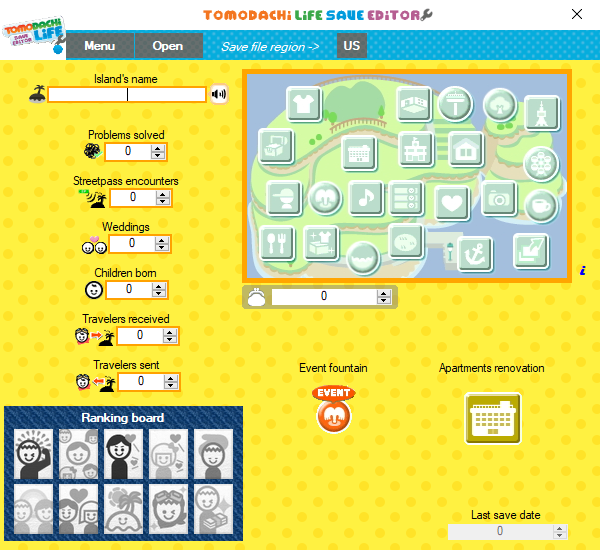 TOMODACHI LIFE SAVE EDITOR
TOMODACHI
SAVE EDITOR
LIFE
Menu
Open
Save file region ->
US
Island's name
Problems solved
0
Streetpass encounters
0
Weddings
0
Children born
0
Travelers received
0
Travelers sent
0
0
i
Event fountain
EVENT
Apartments renovation
Ranking board
Last save date
0